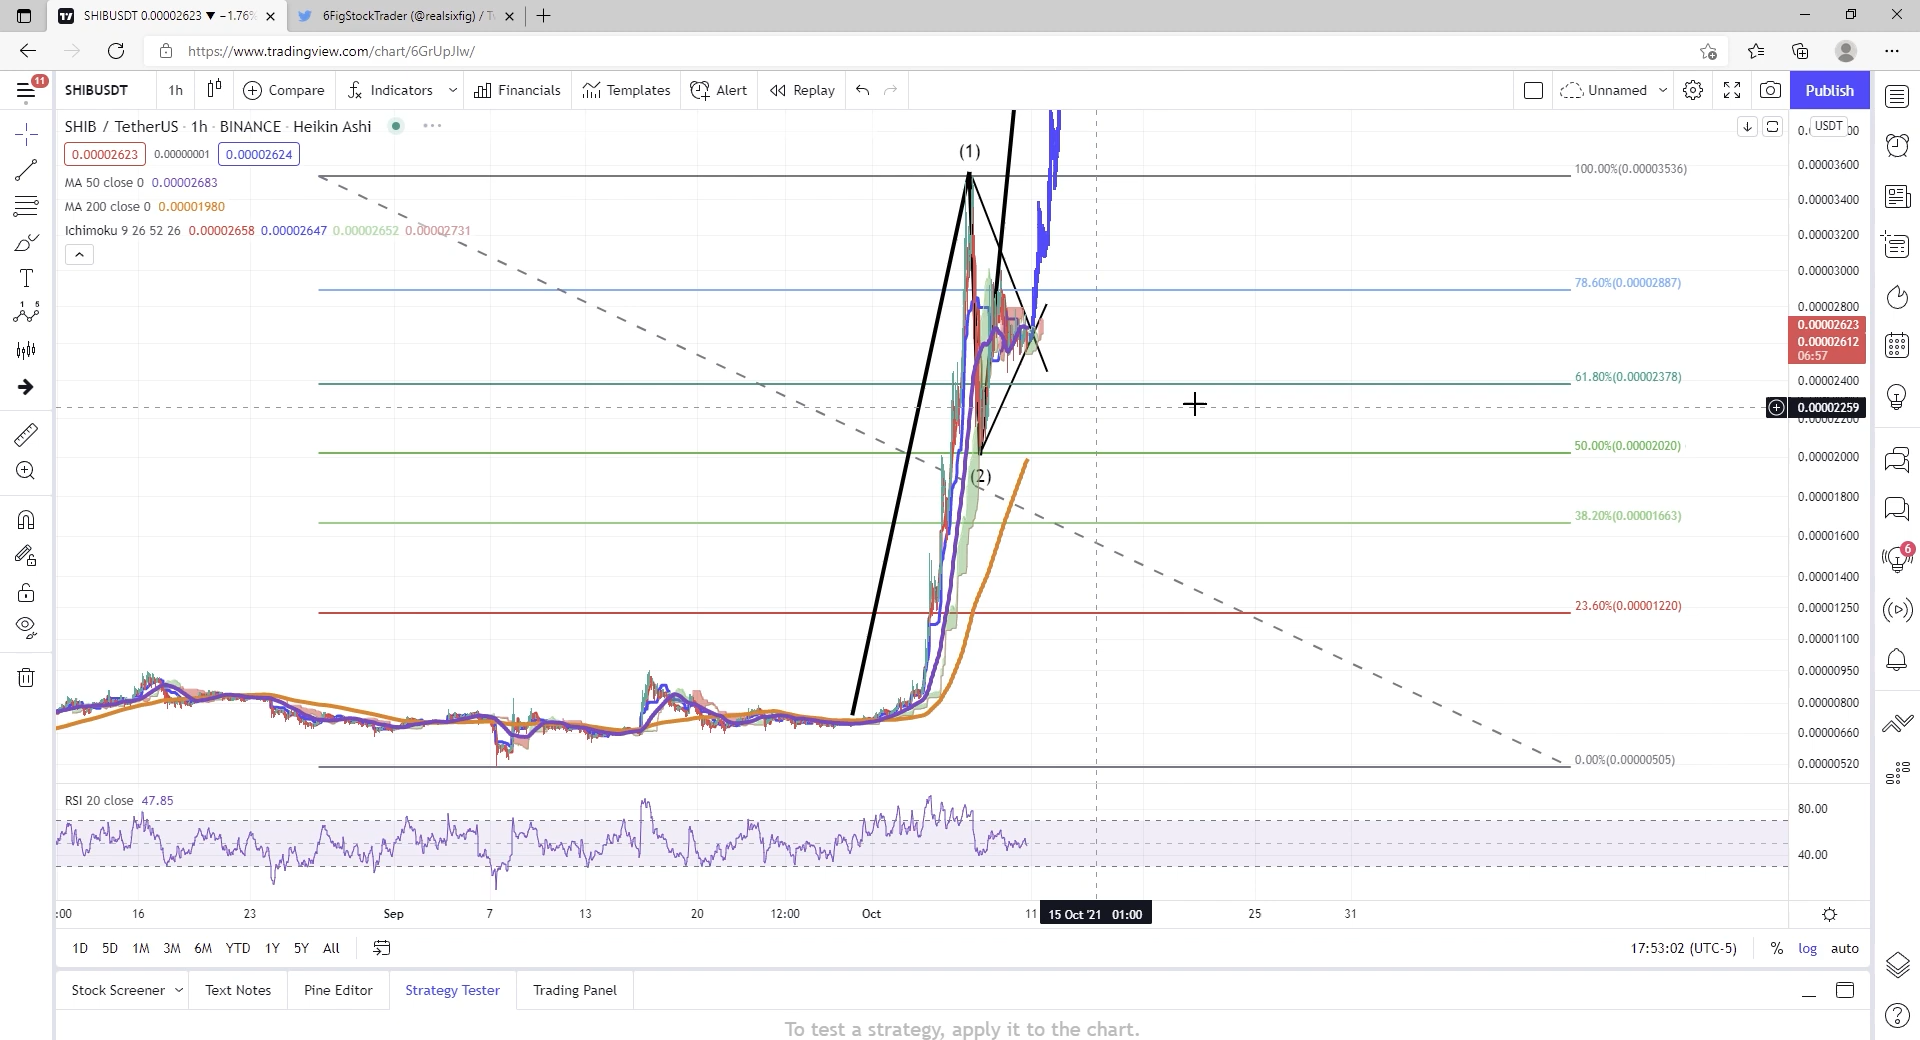 SHIBUSDT 0.00002623 ▼ −1.76%
6FigStockTrader (@realsixfig) /
https://www.tradingview.com/chart/6GrUpJIw/
11
SHIBUSDT 1h Compare Indicators Financials Templates Alert Replay Unnamed Publish
SHIB / TetherUS · 1h · BINANCE · Heikin Ashi
0.00002623 0.00000001 0.00002624
MA 50 close 0 0.00002683
MA 200 close 0 0.00001980
Ichimoku 9 26 52 26 0.00002658 0.00002647 0.00002652 0.00002731
(1)
(2)
100.00%(0.00003536)
78.60%(0.00002887)
61.80%(0.00002378)
50.00%(0.00002020)
38.20%(0.00001663)
23.60%(0.00001220)
0.00%(0.00000505)
USDT
0.00003600
0.00003400
0.00003200
0.00003000
0.00002800
0.00002623
0.00002612
06:57
0.00002400
0.00002259
0.00002200
0.00002000
0.00001800
0.00001600
0.00001400
0.00001250
0.00001100
0.00000950
0.00000800
0.00000660
0.00000520
6
RSI 20 close 47.85
80.00
40.00
:00 16 23 Sep 7 13 20 12:00 Oct 11 15 Oct '21 01:00 25 31
1D 5D 1M 3M 6M YTD 1Y 5Y All 17:53:02 (UTC-5) % log auto
Stock Screener Text Notes Pine Editor Strategy Tester Trading Panel
To test a strategy, apply it to the chart.